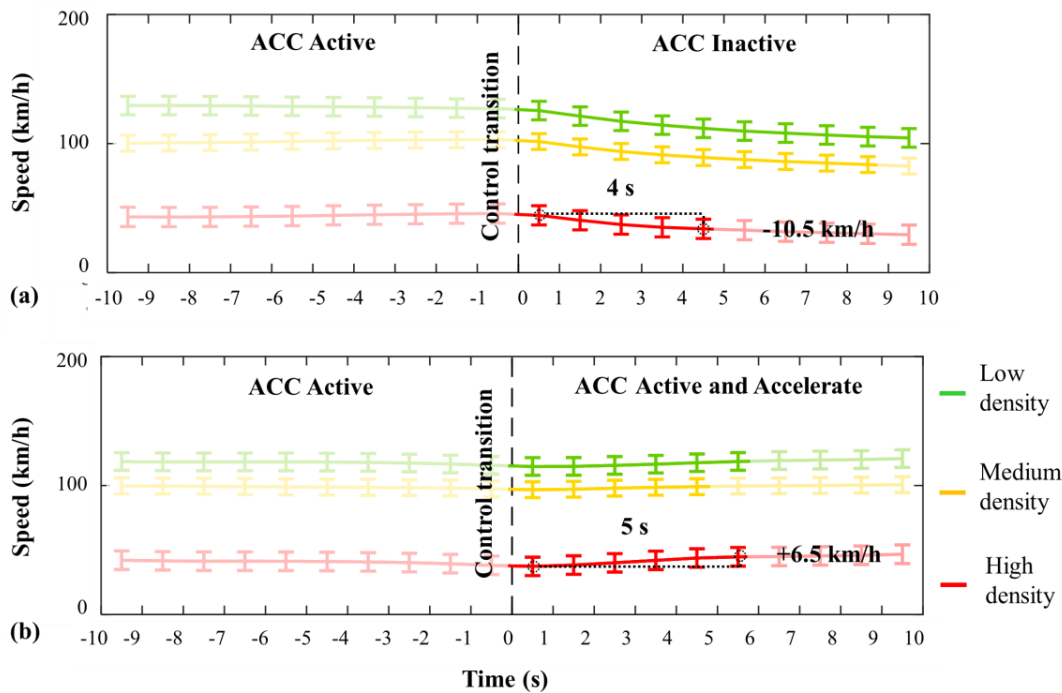 200
ACC Active
ACC Inactive
Speed (km/h)
100
Control transition
4 s
-10.5 km/h
0
(a)
-10 -9 -8 -7 -6 -5 -4 -3 -2 -1 0 1 2 3 4 5 6 7 8 9 10
200
ACC Active
ACC Active and Accelerate
Speed (km/h)
100
Control transition
5 s
+6.5 km/h
0
(b)
-10 -9 -8 -7 -6 -5 -4 -3 -2 -1 0 1 2 3 4 5 6 7 8 9 10
Time (s)
Low
density
Medium
density
High
density